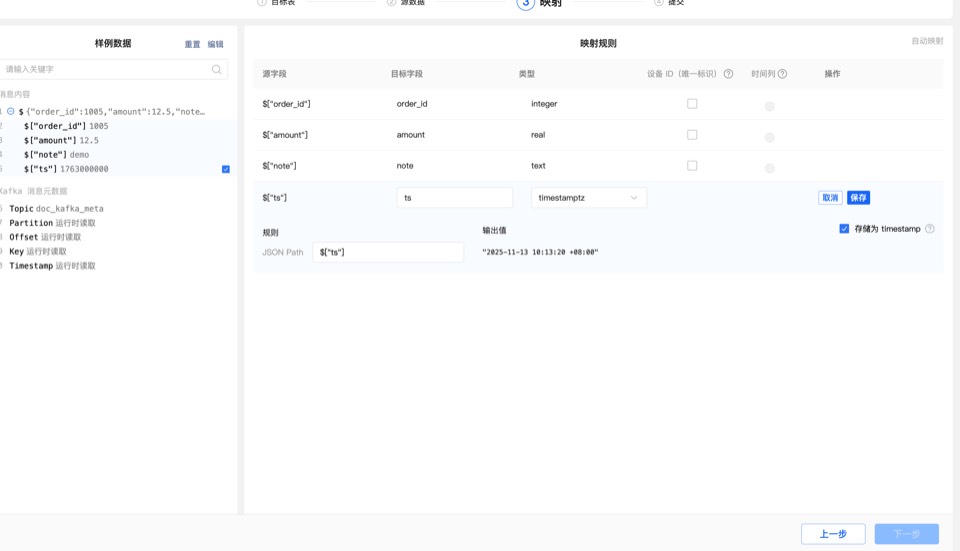 ① 目标表 ② 源数据 ③ 映射 ④ 提交
样例数据 重置 编辑
请输入关键字
消息内容
$ {"order_id":1005,"amount":12.5,"note…
2 $["order_id"] 1005
$["amount"] 12.5
$["note"] demo
$["ts"] 1763000000
Kafka 消息元数据
Topic doc_kafka_meta
Partition 运行时读取
Offset 运行时读取
Key 运行时读取
Timestamp 运行时读取
映射规则 自动映射
源字段 目标字段 类型 设备 ID（唯一标识） 时间列 操作
$["order_id"] order_id integer
$["amount"] amount real
$["note"] note text
$["ts"] ts timestamptz 取消 保存
规则 输出值 存储为 timestamp
JSON Path $["ts"] "2025-11-13 10:13:20 +08:00"
上一步 下一步